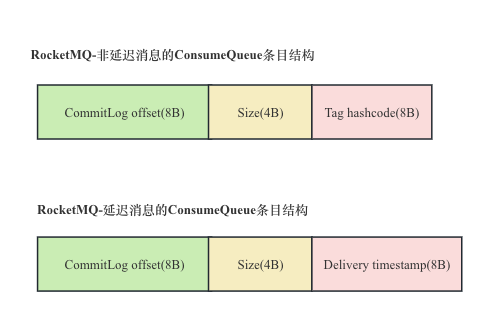 RocketMQ-非延迟消息的ConsumeQueue条目结构
CommitLog offset(8B) Size(4B) Tag hashcode(8B)
RocketMQ-延迟消息的ConsumeQueue条目结构
CommitLog offset(8B) Size(4B) Delivery timestamp(8B)